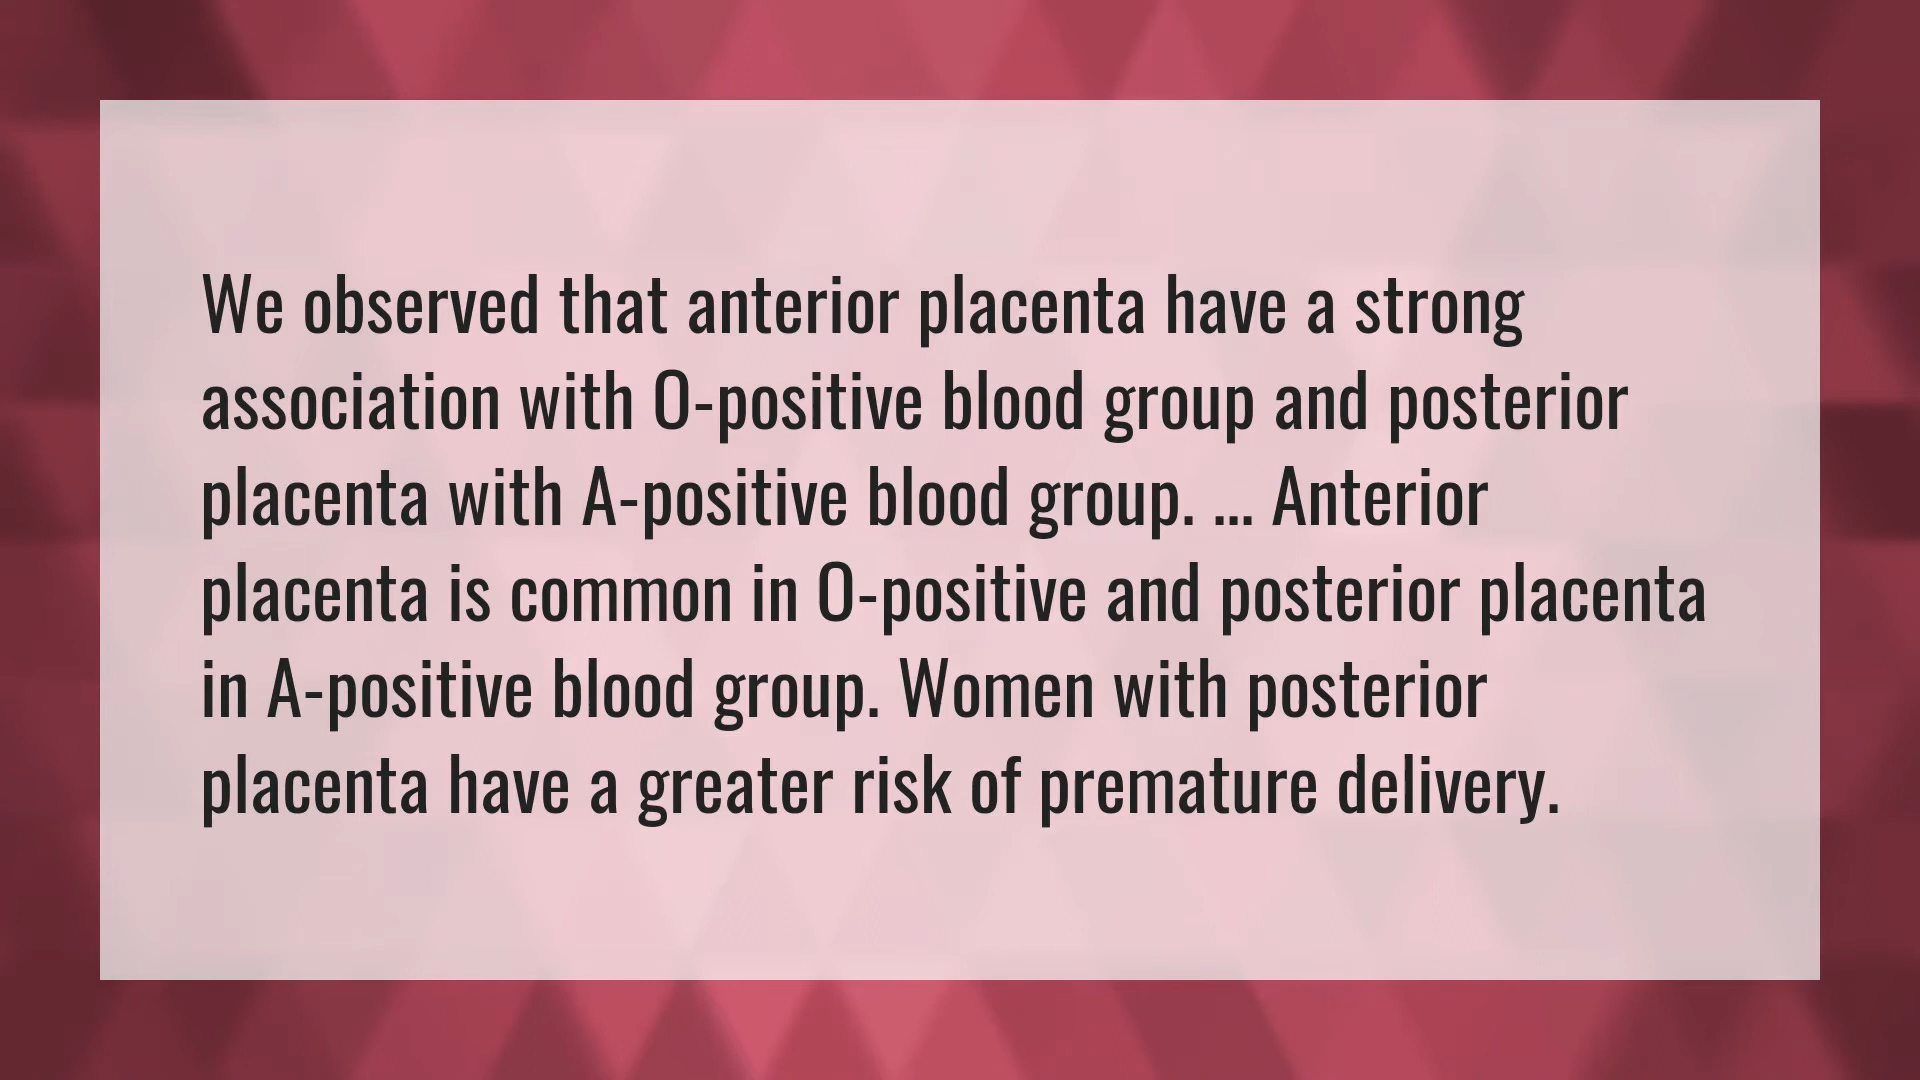 We observed that anterior placenta have a strong
association with O-positive blood group and posterior
placenta with A-positive blood group. ... Anterior
placenta is common in O-positive and posterior placenta
in A-positive blood group. Women with posterior
placenta have a greater risk of premature delivery.